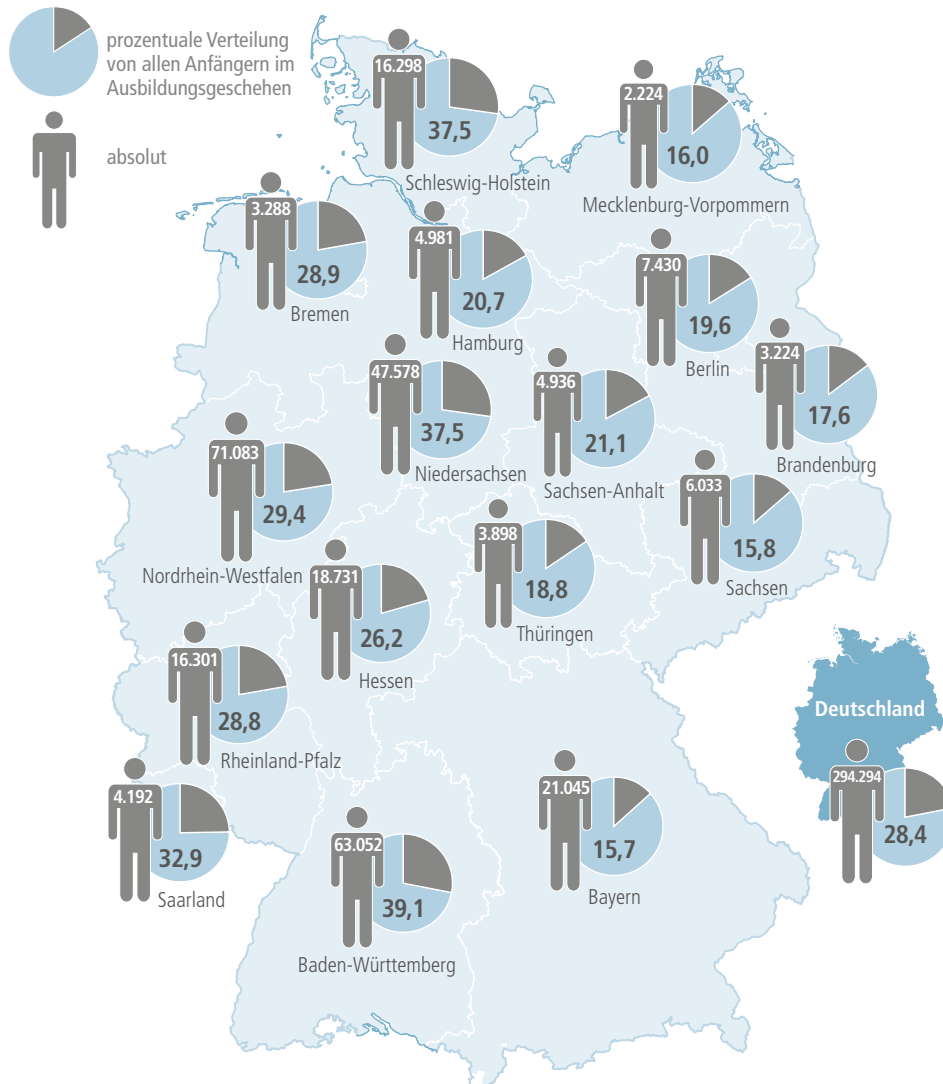 prozentuale Verteilung
von allen Anfängern im
Ausbildungsgeschehen
absolut
16.298
37,5
Schleswig-Holstein
2.224
16,0
Mecklenburg-Vorpommern
3.288
28,9
Bremen
4.981
20,7
Hamburg
7.430
19,6
Berlin
3.224
17,6
Brandenburg
47.578
37,5
Niedersachsen
4.936
21,1
Sachsen-Anhalt
71.083
29,4
Nordrhein-Westfalen
6.033
15,8
Sachsen
3.898
18,8
Thüringen
18.731
26,2
Hessen
16.301
28,8
Rheinland-Pfalz
Deutschland
294.294
28,4
4.192
32,9
Saarland
63.052
39,1
Baden-Württemberg
21.045
15,7
Bayern